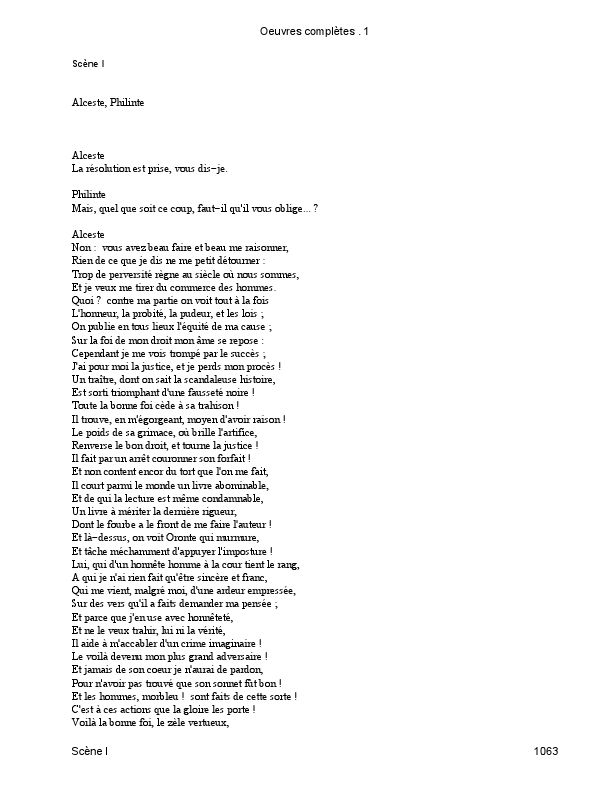 Oeuvres complètes . 1
Scène I
Alceste, Philinte
Alceste
La résolution est prise, vous dis−je.
Philinte
Mais, quel que soit ce coup, faut−il qu'il vous oblige... ?
Alceste
Non :  vous avez beau faire et beau me raisonner,
Rien de ce que je dis ne me petit détourner :
Trop de perversité règne au siècle où nous sommes,
Et je veux me tirer du commerce des hommes.
Quoi ?  contre ma partie on voit tout à la fois
L'honneur, la probité, la pudeur, et les lois ;
On publie en tous lieux l'équité de ma cause ;
Sur la foi de mon droit mon âme se repose :
Cependant je me vois trompé par le succès ;
J'ai pour moi la justice, et je perds mon procès !
Un traître, dont on sait la scandaleuse histoire,
Est sorti triomphant d'une fausseté noire !
Toute la bonne foi cède à sa trahison !
Il trouve, en m'égorgeant, moyen d'avoir raison !
Le poids de sa grimace, où brille l'artifice,
Renverse le bon droit, et tourne la justice !
Il fait par un arrêt couronner son forfait !
Et non content encor du tort que l'on me fait,
Il court parmi le monde un livre abominable,
Et de qui la lecture est même condamnable,
Un livre à mériter la dernière rigueur,
Dont le fourbe a le front de me faire l'auteur !
Et là−dessus, on voit Oronte qui murmure,
Et tâche méchamment d'appuyer l'imposture !
Lui, qui d'un honnête homme à la cour tient le rang,
A qui je n'ai rien fait qu'être sincère et franc,
Qui me vient, malgré moi, d'une ardeur empressée,
Sur des vers qu'il a faits demander ma pensée ;
Et parce que j'en use avec honnêteté,
Et ne le veux trahir, lui ni la vérité,
Il aide à m'accabler d'un crime imaginaire !
Le voilà devenu mon plus grand adversaire !
Et jamais de son coeur je n'aurai de pardon,
Pour n'avoir pas trouvé que son sonnet fût bon !
Et les hommes, morbleu !  sont faits de cette sorte !
C'est à ces actions que la gloire les porte !
Voilà la bonne foi, le zèle vertueux,
Scène I
1063